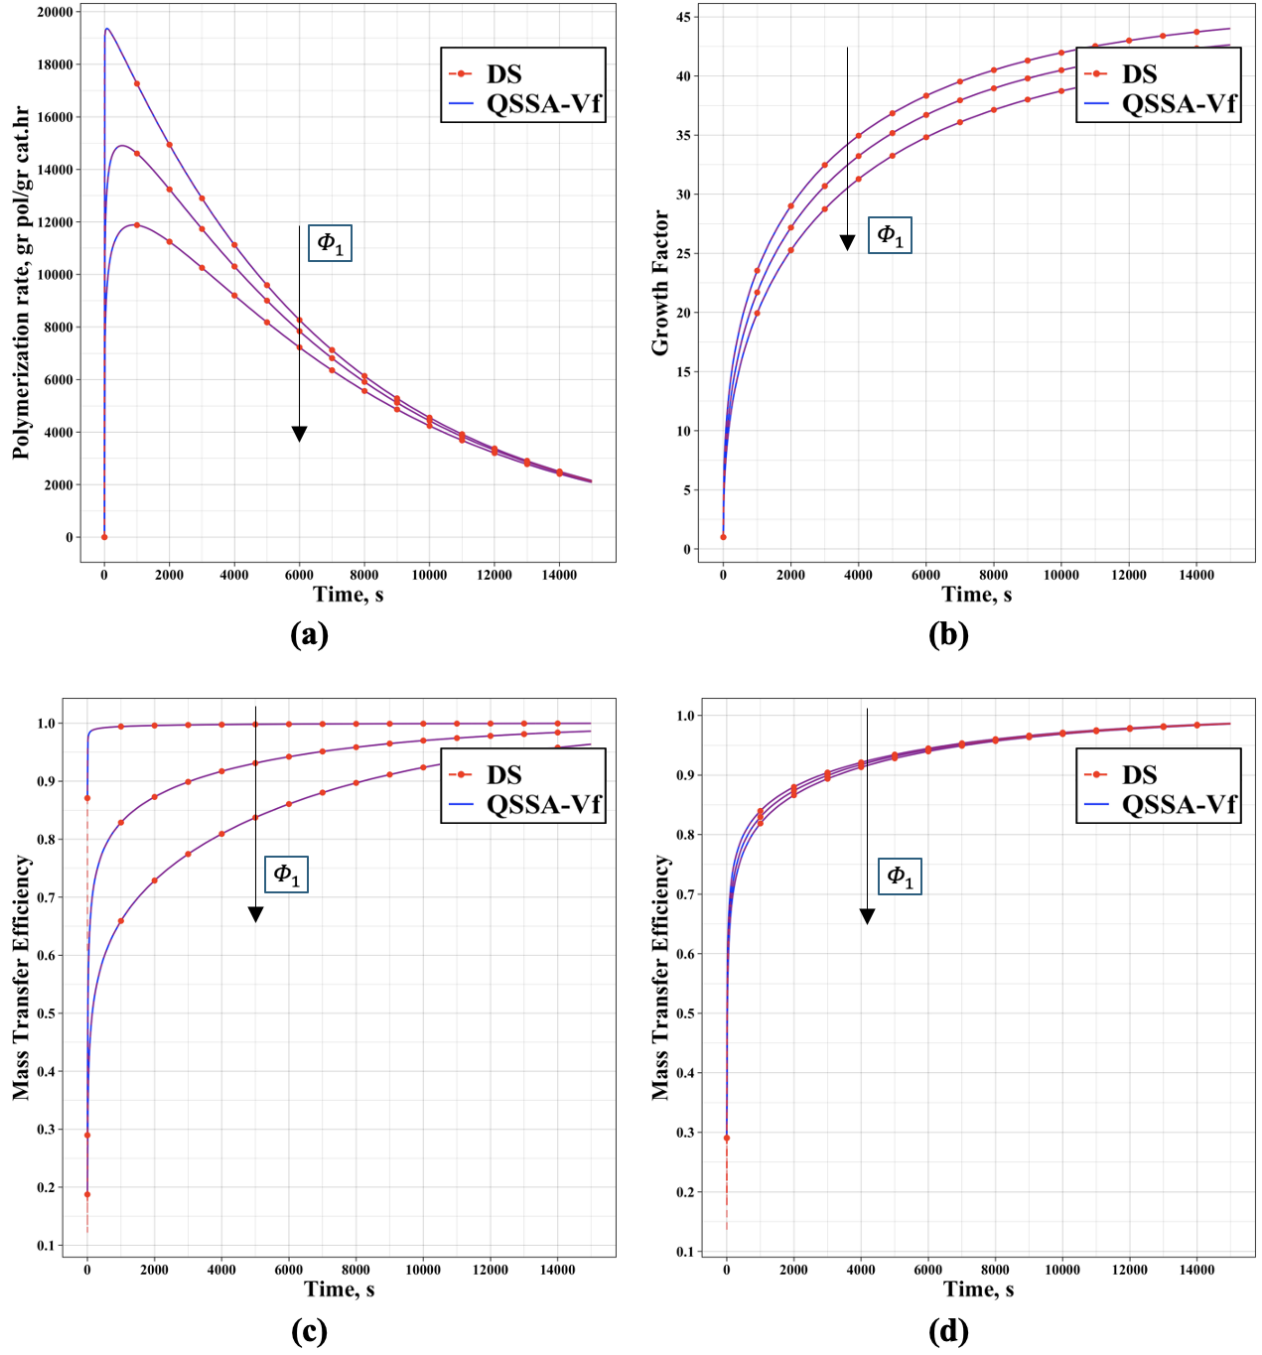 20000
18000
16000
14000
12000
10000
8000
6000
4000
2000
0
Polymerization rate, gr pol/gr cat.hr
DS
QSSA-Vf
Φ1
0 2000 4000 6000 8000 10000 12000 14000
Time, s
(a)
45
40
35
30
25
20
15
10
5
0
Growth Factor
DS
QSSA-Vf
Φ1
0 2000 4000 6000 8000 10000 12000 14000
Time, s
(b)
1.0
0.9
0.8
0.7
0.6
0.5
0.4
0.3
0.2
0.1
Mass Transfer Efficiency
DS
QSSA-Vf
Φ1
0 2000 4000 6000 8000 10000 12000 14000
Time, s
(c)
1.0
0.9
0.8
0.7
0.6
0.5
0.4
0.3
0.2
0.1
Mass Transfer Efficiency
DS
QSSA-Vf
Φ1
0 2000 4000 6000 8000 10000 12000 14000
Time, s
(d)